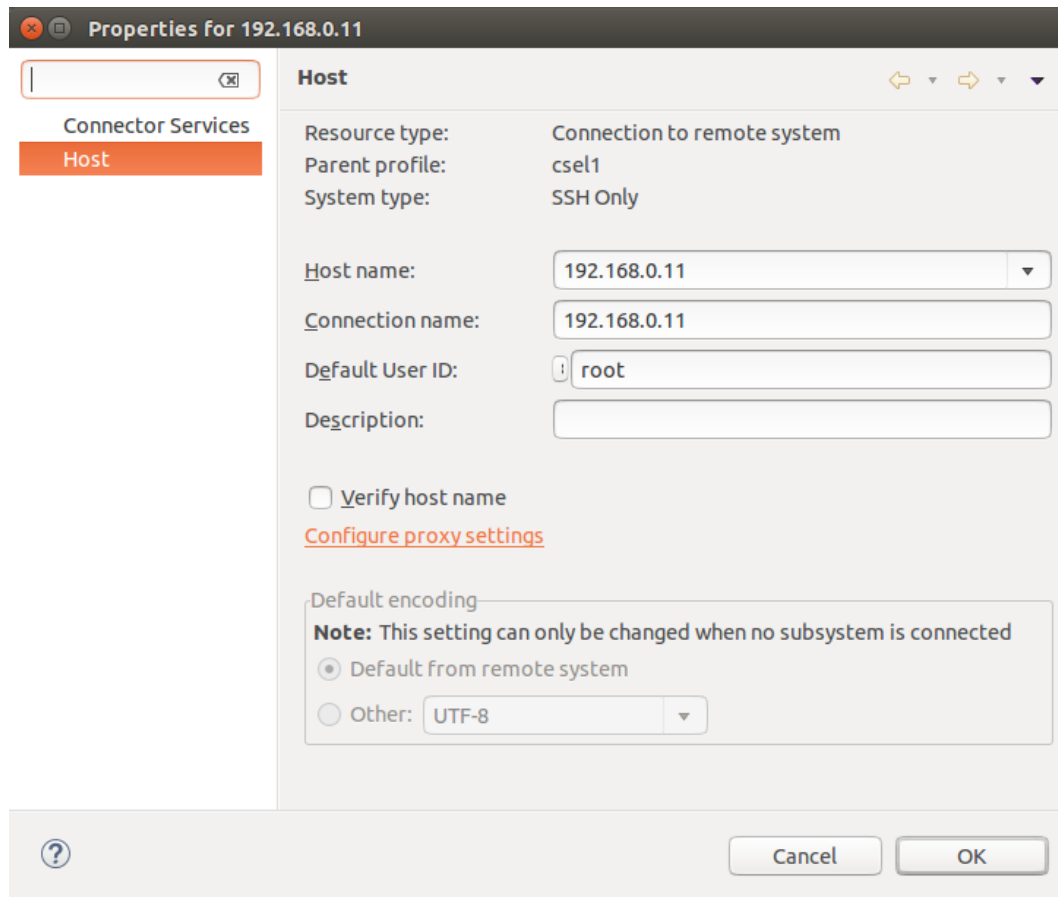 Properties for 192.168.0.11
Host
Connector Services
Host
Resource type: Connection to remote system
Parent profile: csel1
System type: SSH Only
Host name: 192.168.0.11
Connection name: 192.168.0.11
Default User ID: root
Description:
Verify host name
Configure proxy settings
Default encoding
Note: This setting can only be changed when no subsystem is connected
Default from remote system
Other: UTF-8
? Cancel OK